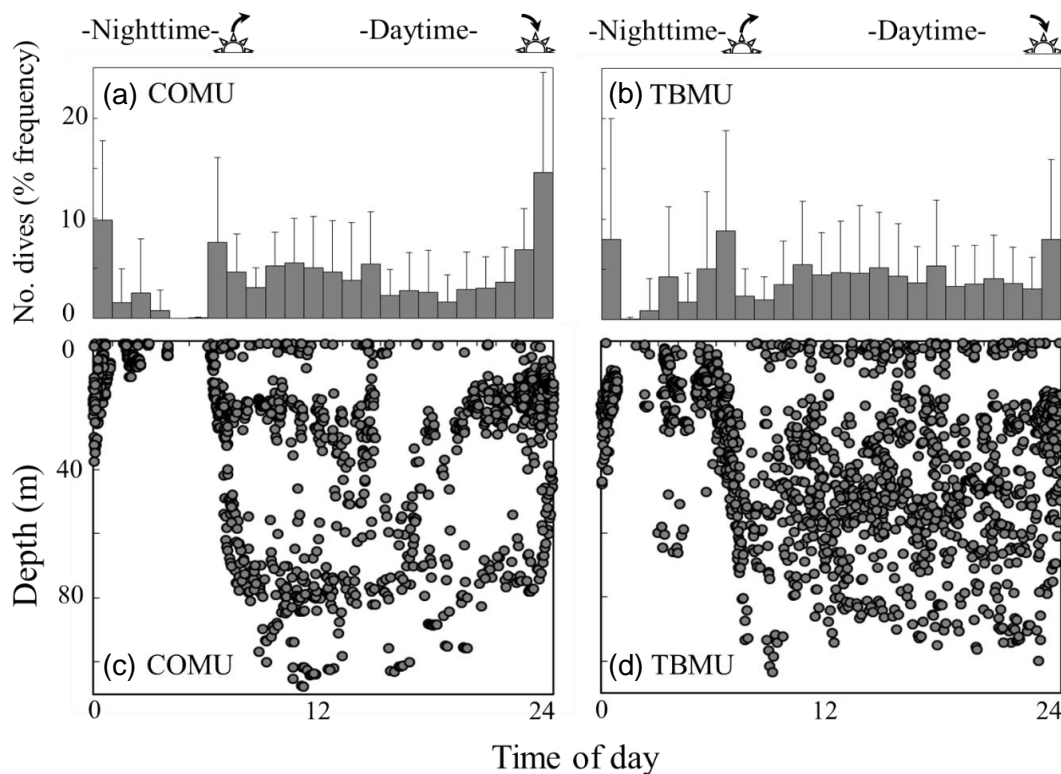 -Nighttime- -Daytime- -Nighttime- -Daytime-
(a) COMU
(b) TBMU
No. dives (% frequency)
20
10
0
Depth (m)
0
40
80
(c) COMU
(d) TBMU
0 12 24 0 12 24
Time of day